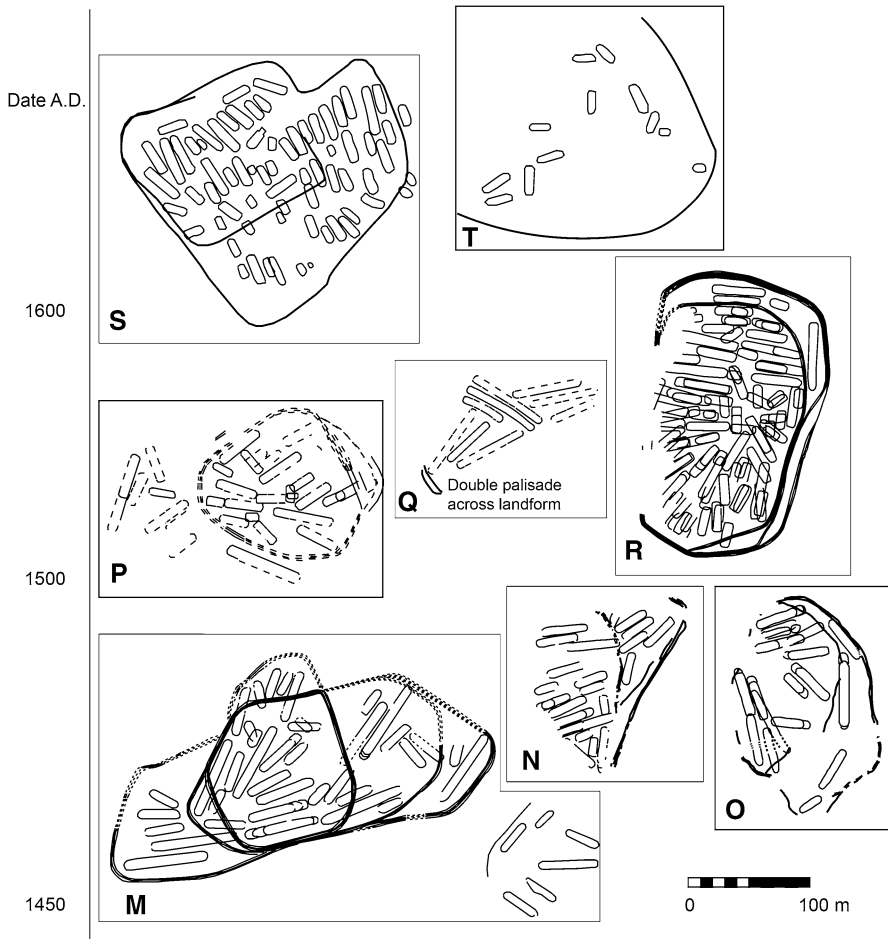 Date A.D.
1600
1500
1450
S
T
R
P
Q
Double palisade
across landform
N
O
M
0
100 m